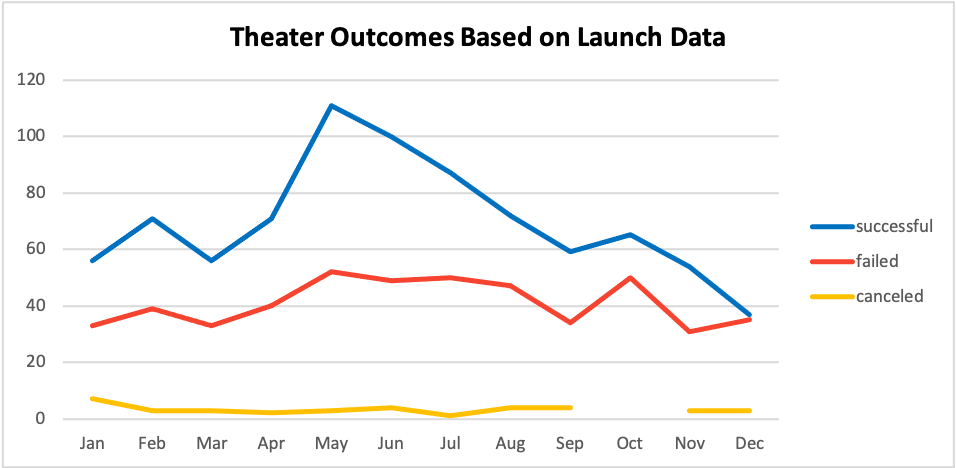 Theater Outcomes Based on Launch Data
120
100
80
60
40
20
0
Jan Feb Mar Apr May Jun Jul Aug Sep Oct Nov Dec
successful
failed
canceled